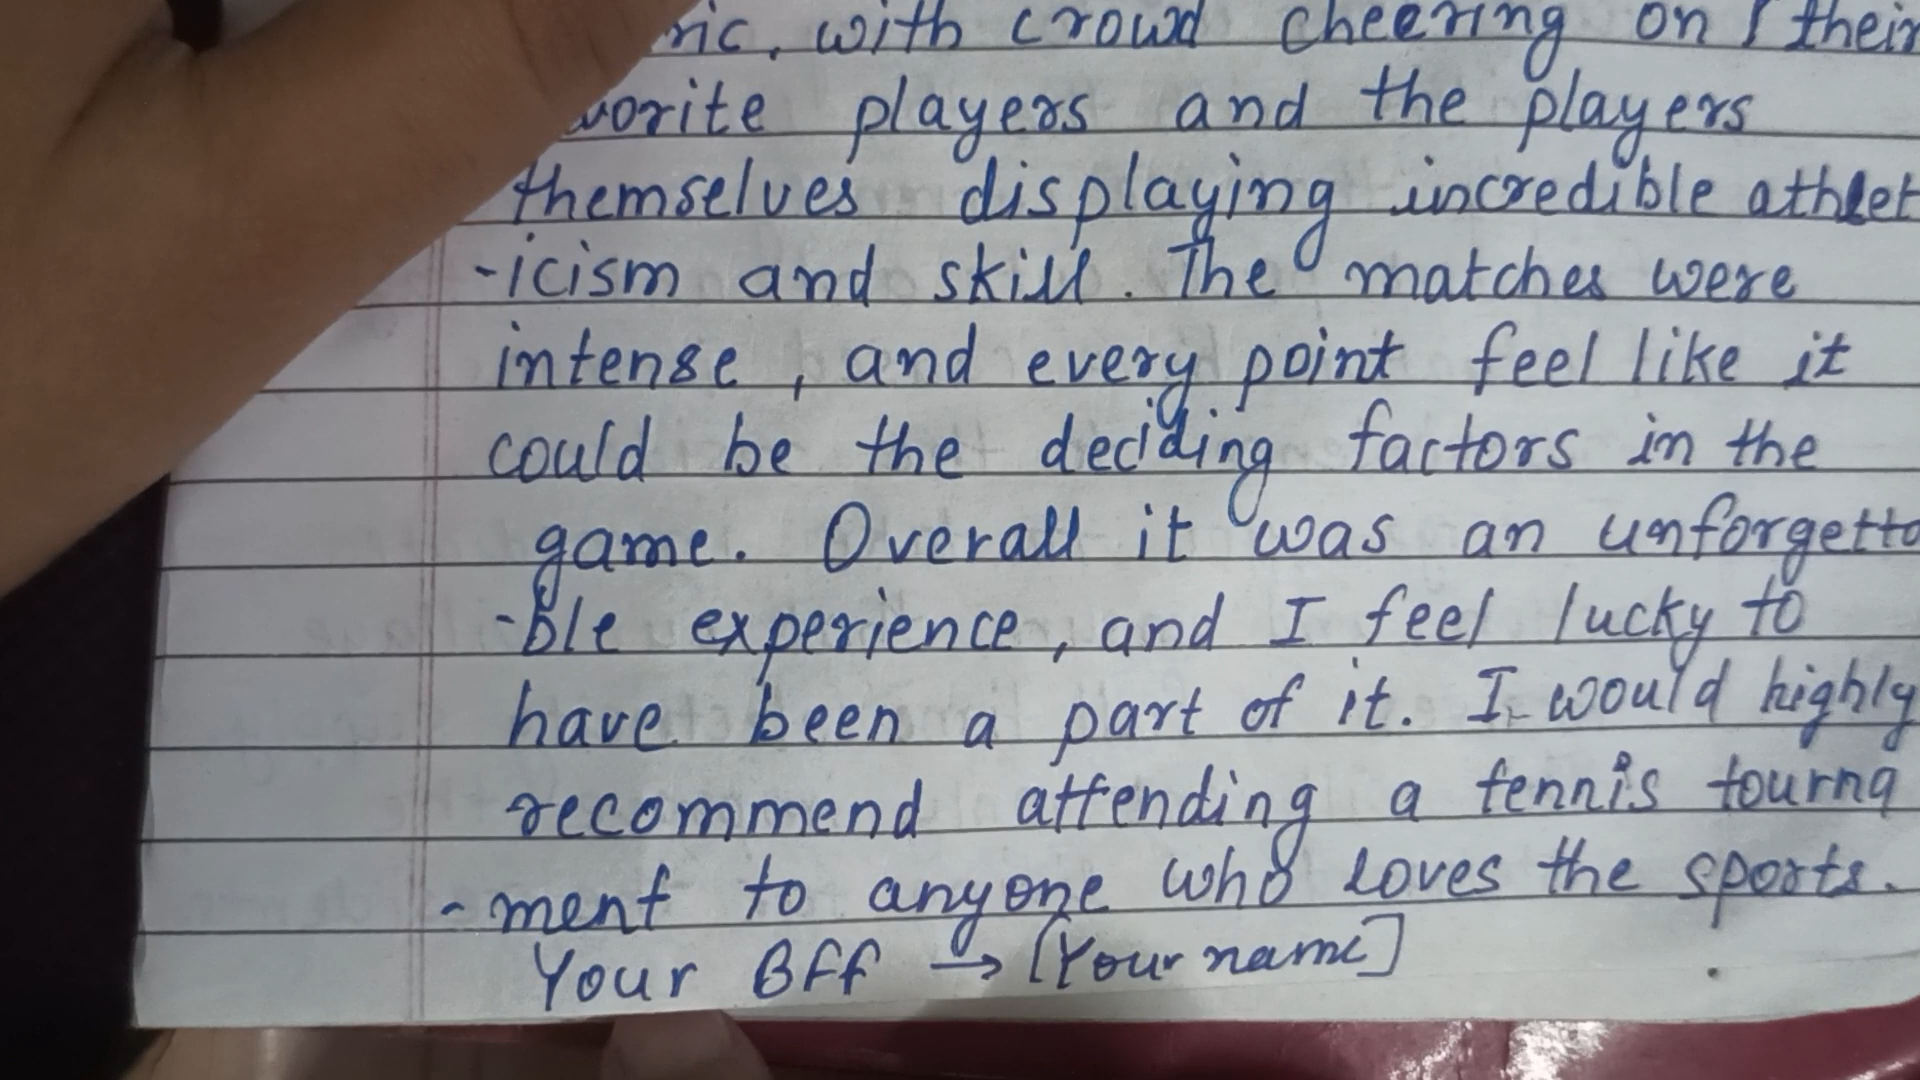 ric, with crowd cheering on their
vorite players and the players
themselves displaying incredible athlet
-icism and skill. The matches were
intense, and every point feel like it
could be the deciding factors in the
game. Overall it was an unforgetta
-ble experience, and I feel lucky to
have been a part of it. I would highly
recommend attending a tennis tourna
-ment to anyone who loves the sports.
Your Bff → [Your name]